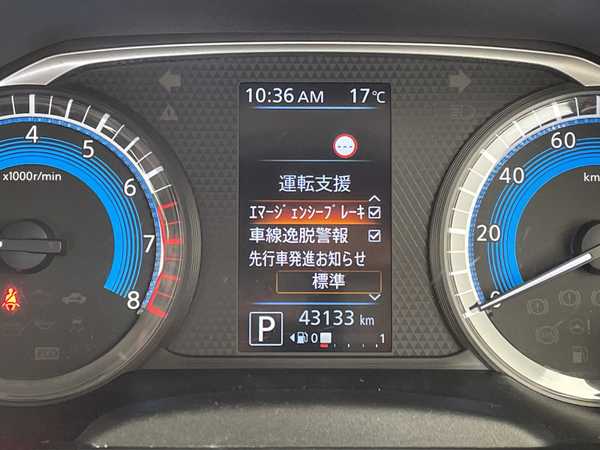 10:36 AM 17℃
運転支援
エマージェンシーブレーキ
車線逸脱警報
先行車発進お知らせ
標準
P 43133 km
0 1
4 5 6 7 8
x1000r/min
0 20 40 60
km